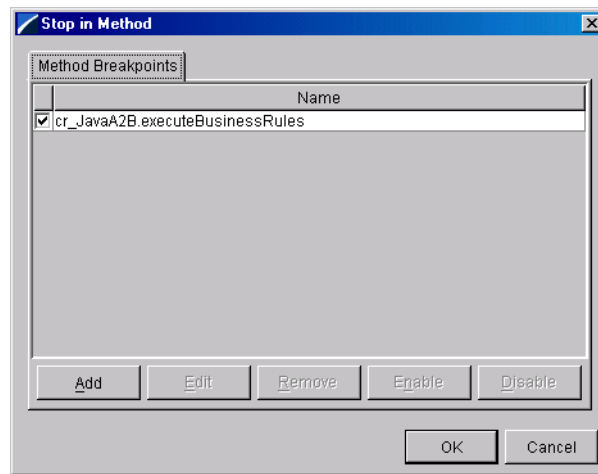 Stop in Method
Method Breakpoints
Name
cr_JavaA2B.executeBusinessRules
Add Edit Remove Enable Disable
OK Cancel